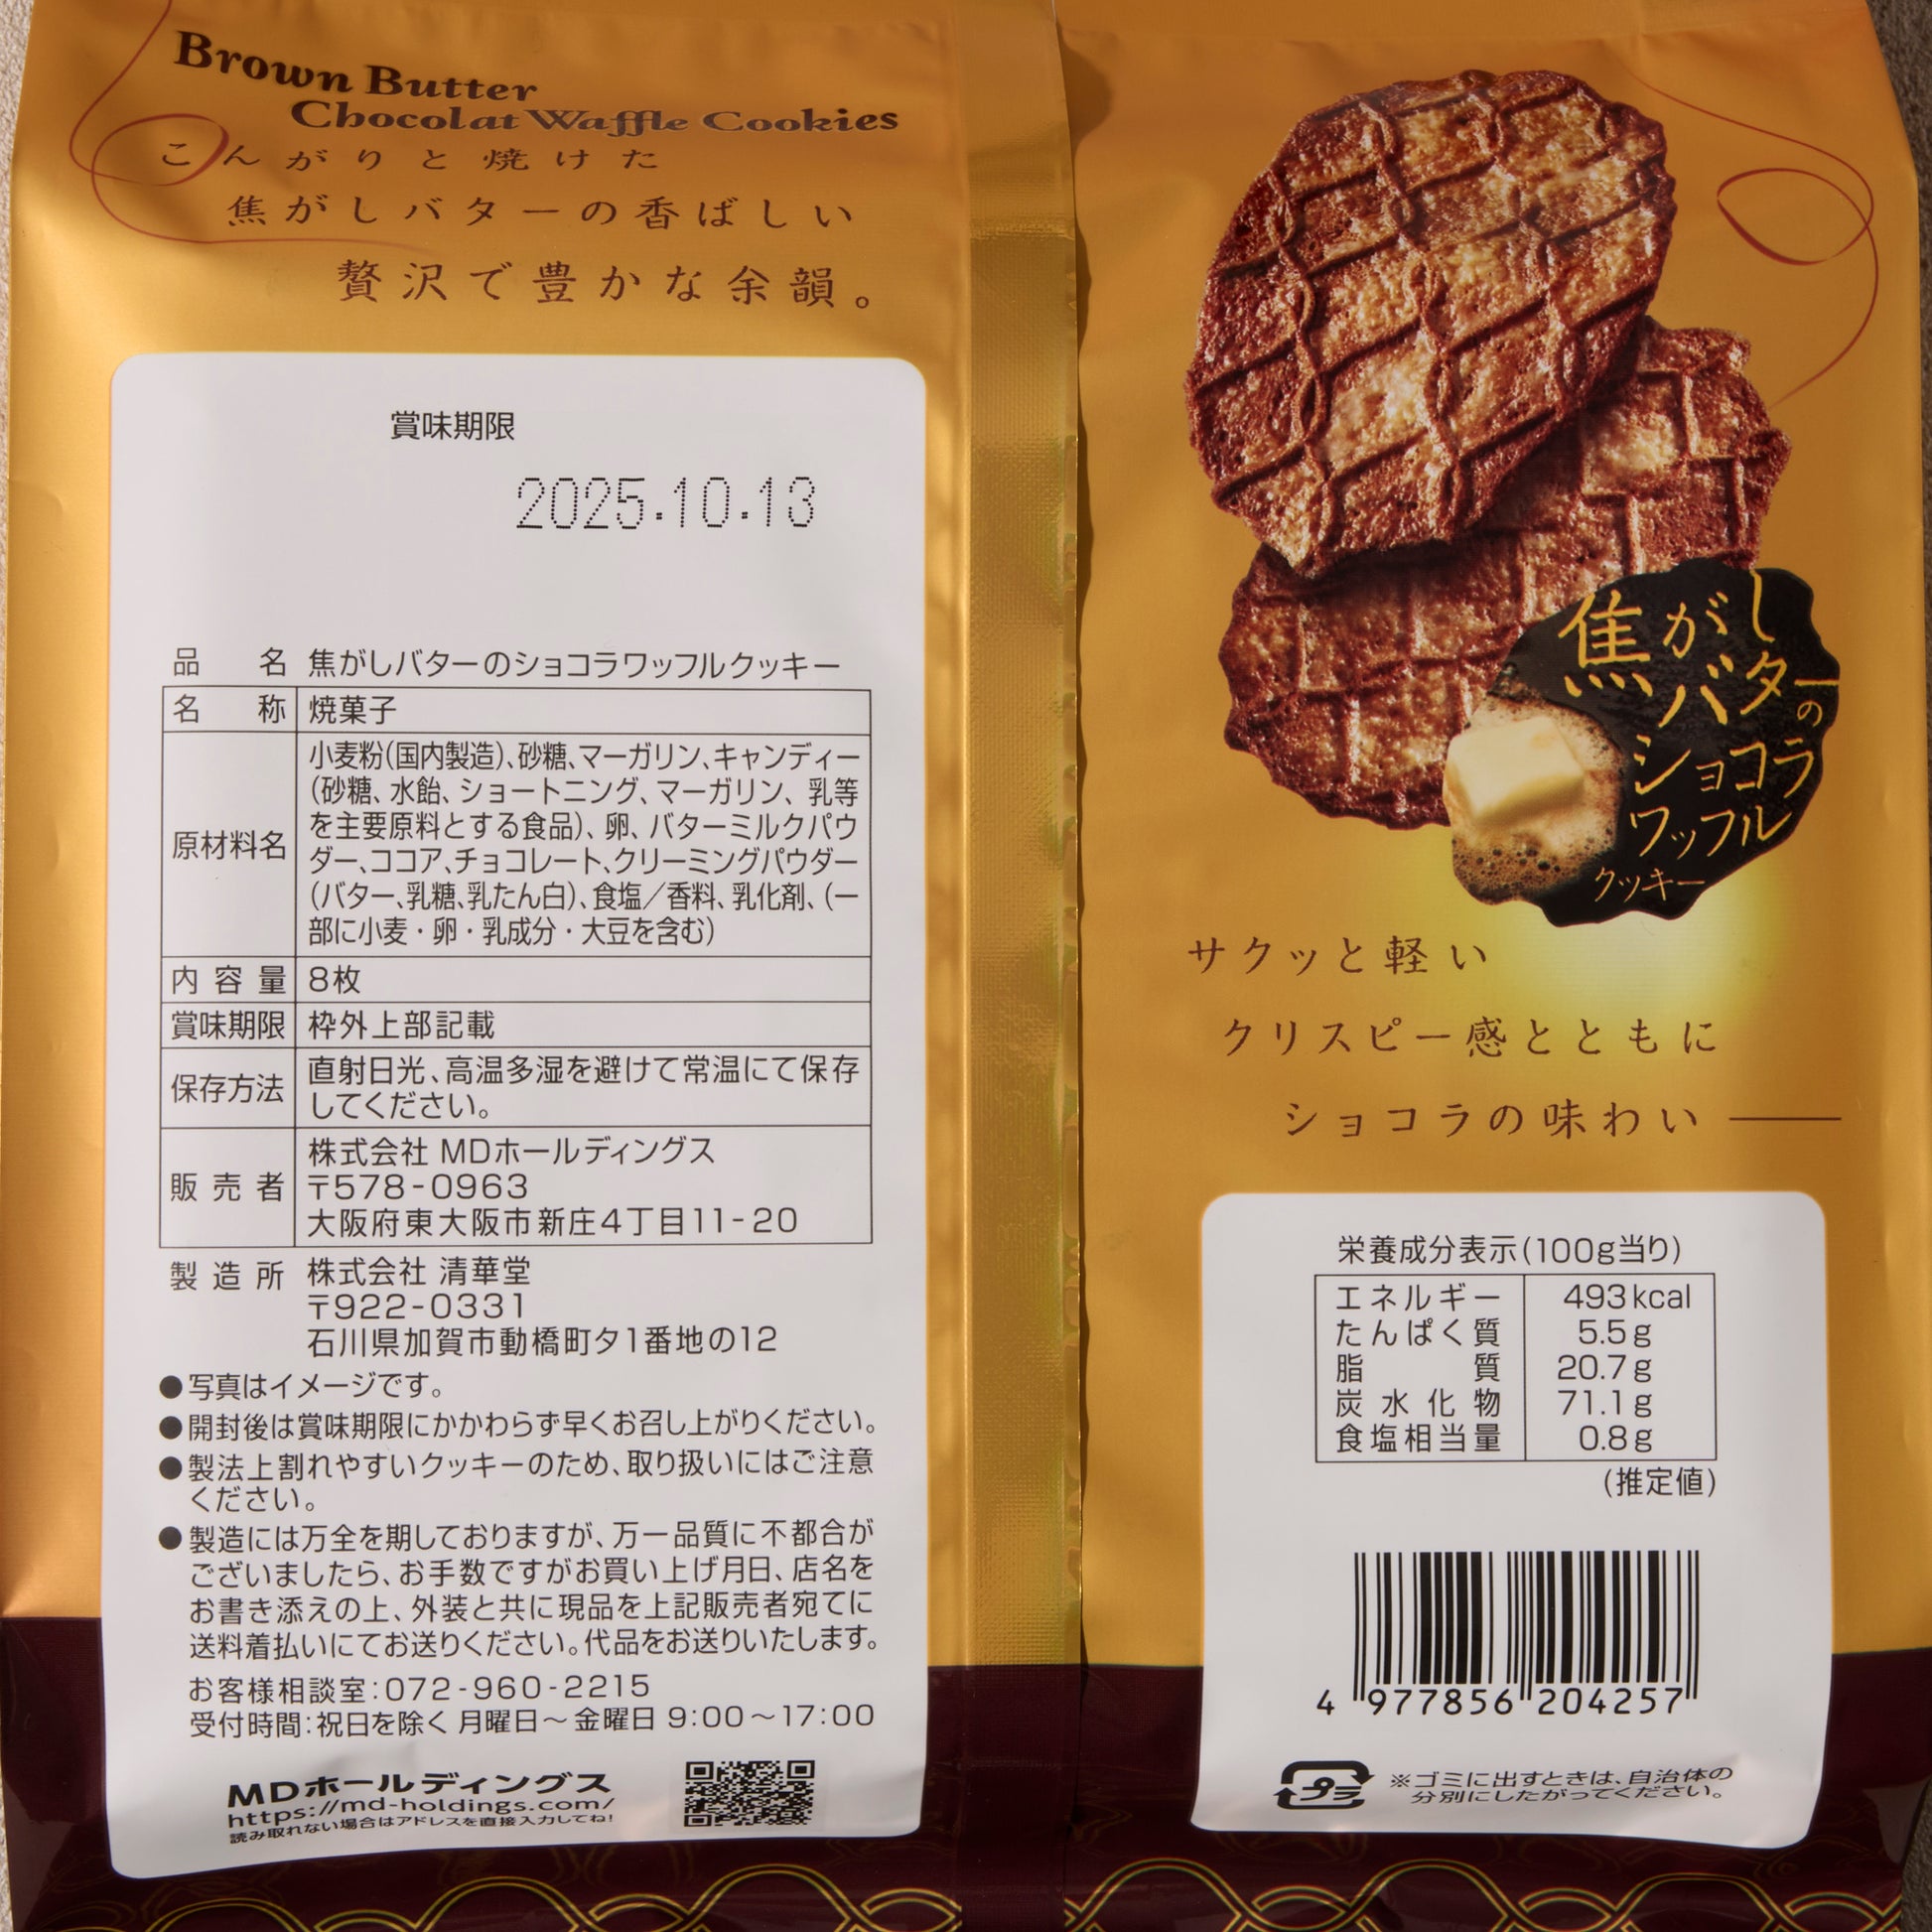 Brown Butter
Chocolat Waffle Cookies
こんがりと焼けた
焦がしバターの香ばしい
贅沢で豊かな余韻。
賞味期限
2025.10.13
品名 焦がしバターのショコラワッフルクッキー
名称 焼菓子
原材料名 小麦粉(国内製造)、砂糖、マーガリン、キャンディー
(砂糖、水飴、ショートニング、マーガリン、乳等
を主要原料とする食品)、卵、バターミルクパウ
ダー、ココア、チョコレート、クリーミングパウダー
(バター、乳糖、乳たん白)、食塩/香料、乳化剤、(一
部に小麦・卵・乳成分・大豆を含む)
内容量 8枚
賞味期限 枠外上部記載
保存方法 直射日光、高温多湿を避けて常温にて保存
してください。
販売者 株式会社 MDホールディングス
〒578-0963
大阪府東大阪市新庄4丁目11-20
製造所 株式会社 清華堂
〒922-0331
石川県加賀市動橋町タ1番地の12
●写真はイメージです。
●開封後は賞味期限にかかわらず早くお召し上がりください。
●製法上割れやすいクッキーのため、取り扱いにはご注意
ください。
●製造には万全を期しておりますが、万一品質に不都合が
ございましたら、お手数ですがお買い上げ月日、店名を
お書き添えの上、外装と共に現品を上記販売者宛てに
送料着払いにてお送りください。代品をお送りいたします。
お客様相談室:072-960-2215
受付時間:祝日を除く 月曜日〜金曜日 9:00〜17:00
MDホールディングス
https://md-holdings.com/
読み取れない場合はアドレスを直接入力してね!
焦がし
バターの
ショコラ
ワッフル
クッキー
サクッと軽い
クリスピー感とともに
ショコラの味わい――
栄養成分表示(100g当り)
エネルギー 493kcal
たんぱく質 5.5g
脂質 20.7g
炭水化物 71.1g
食塩相当量 0.8g
(推定値)
4 977856 204257
プラ
※ゴミに出すときは、自治体の
分別にしたがってください。